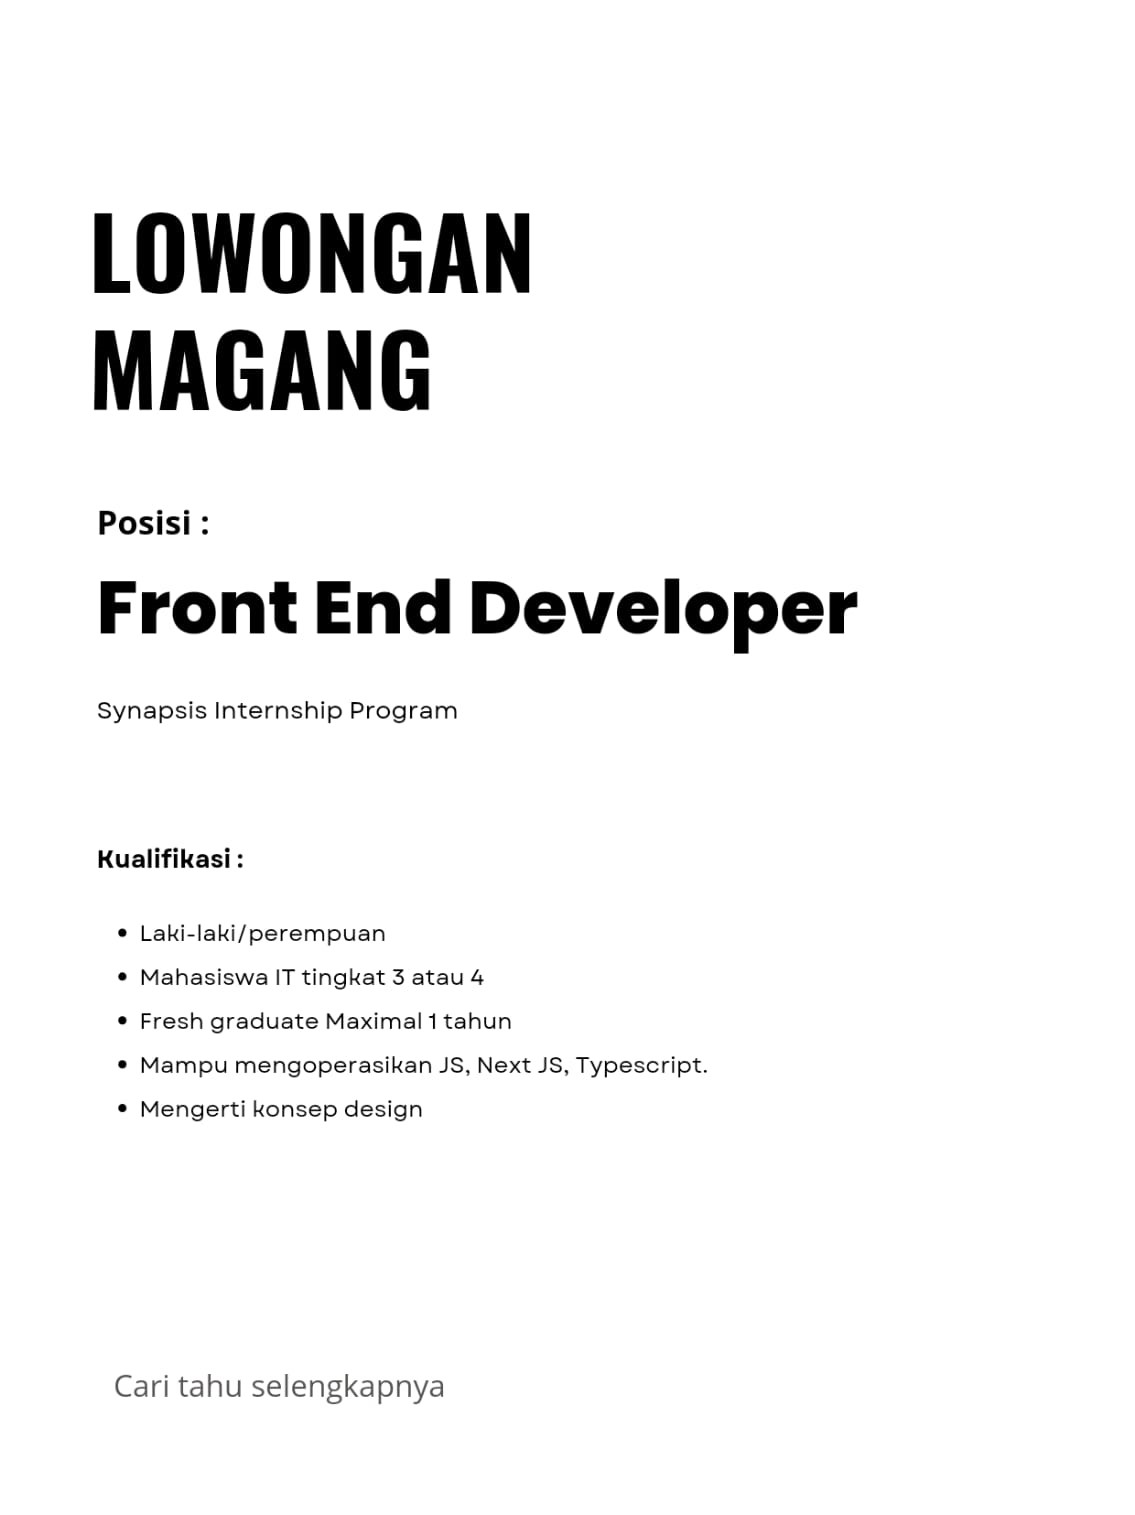 LOWONGAN
MAGANG
Posisi :
Front End Developer
Synapsis Internship Program
Kualifikasi :
• Laki-laki/perempuan
• Mahasiswa IT tingkat 3 atau 4
• Fresh graduate Maximal 1 tahun
• Mampu mengoperasikan JS, Next JS, Typescript.
• Mengerti konsep design
Cari tahu selengkapnya